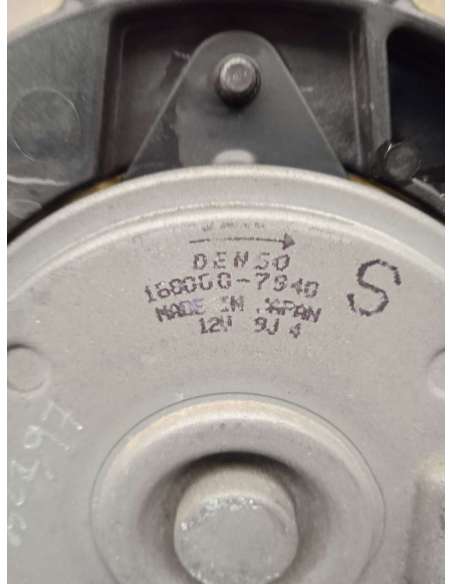 DENSO
168000-7940
MADE IN JAPAN
12V 9J 4
S